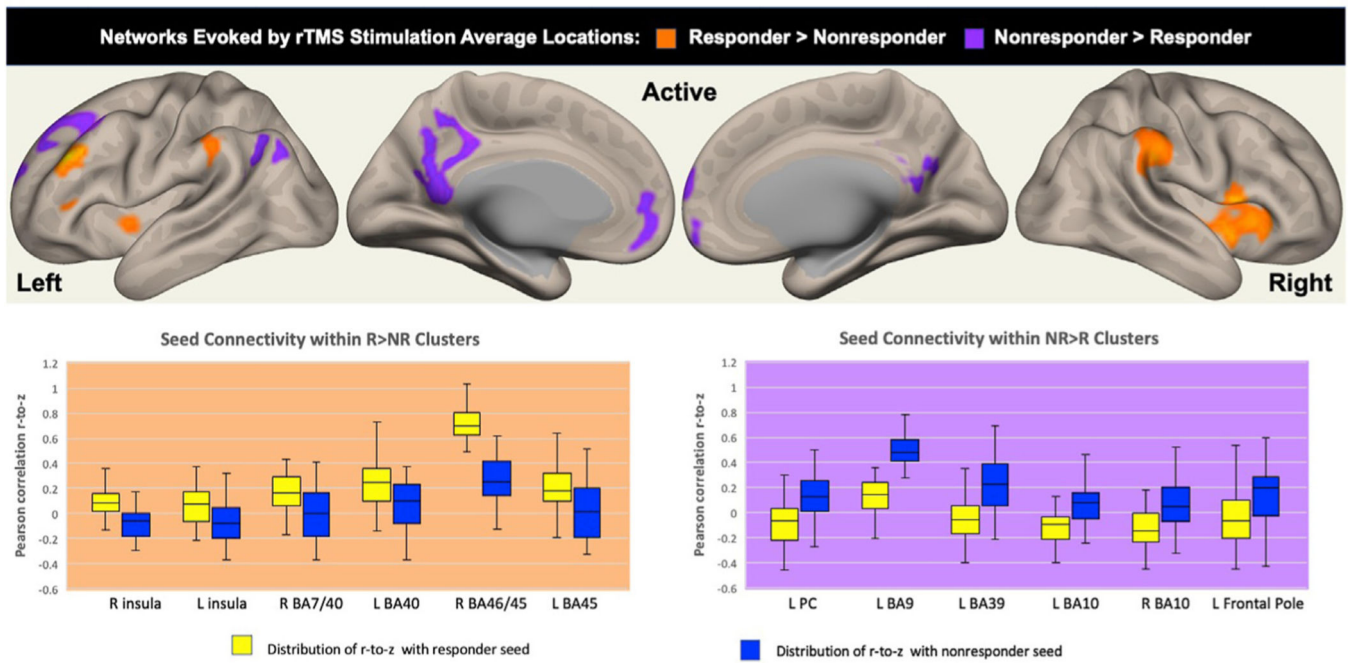 Networks Evoked by rTMS Stimulation Average Locations: Responder > Nonresponder Nonresponder > Responder
Active
Left
Right
Seed Connectivity within R>NR Clusters
Pearson correlation r-to-z
1.2
1
0.8
0.6
0.4
0.2
0
-0.2
-0.4
-0.6
R insula L insula R BA7/40 L BA40 R BA46/45 L BA45
Seed Connectivity within NR>R Clusters
Pearson correlation r-to-z
1.2
1
0.8
0.6
0.4
0.2
0
-0.2
-0.4
-0.6
L PC L BA9 L BA39 L BA10 R BA10 L Frontal Pole
Distribution of r-to-z with responder seed
Distribution of r-to-z with nonresponder seed